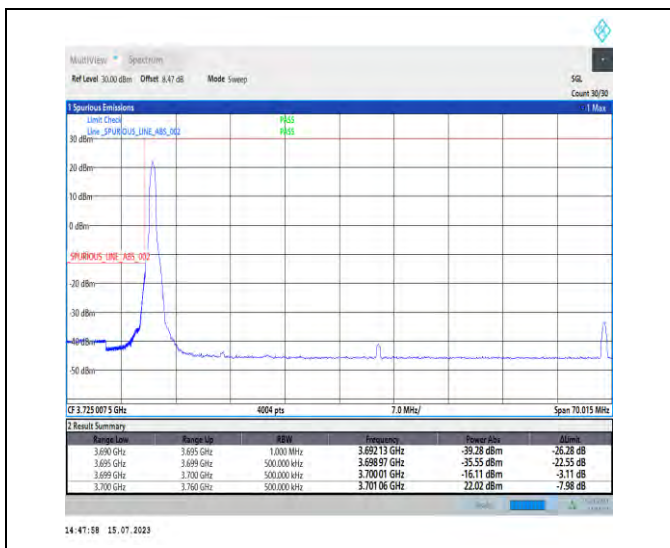 MultiView Spectrum
Ref Level 30.00 dBm Offset 8.47 dB Mode Sweep SGL
Count 30/30
1 Spurious Emissions 1 Max
Limit Check PASS
Line _SPURIOUS_LINE_ABS_002 PASS
30 dBm
20 dBm
10 dBm
0 dBm
SPURIOUS_LINE_ABS_002
-20 dBm
-30 dBm
-40 dBm
-50 dBm
CF 3.725 007 5 GHz 4004 pts 7.0 MHz/ Span 70.015 MHz
2 Result Summary
Range Low Range Up RBW Frequency Power Abs ΔLimit
3.690 GHz 3.695 GHz 1.000 MHz 3.692 13 GHz -39.28 dBm -26.28 dB
3.695 GHz 3.699 GHz 500.000 kHz 3.698 97 GHz -35.55 dBm -22.55 dB
3.699 GHz 3.700 GHz 500.000 kHz 3.700 01 GHz -16.11 dBm -3.11 dB
3.700 GHz 3.760 GHz 500.000 kHz 3.701 06 GHz 22.02 dBm -7.98 dB
14:47:58 15.07.2023